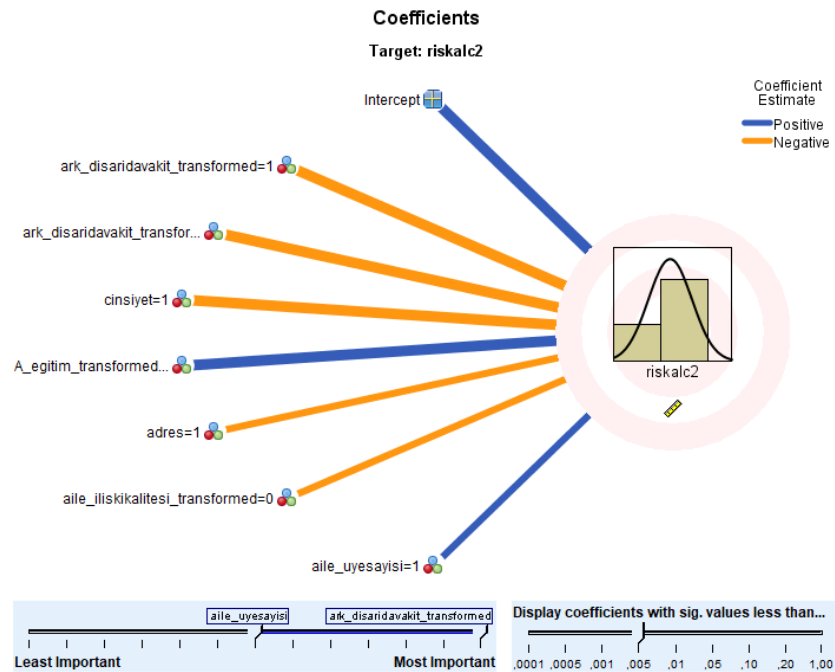 Coefficients
Target: riskalc2
Intercept
Coefficient
Estimate
Positive
Negative
ark_disaridavakit_transformed=1
ark_disaridavakit_transfor...
cinsiyet=1
A_egitim_transformed...
riskalc2
adres=1
aile_iliskikalitesi_transformed=0
aile_uyesayisi=1
aile_uyesayisi ark_disaridavakit_transformed
Least Important Most Important
Display coefficients with sig. values less than...
,0001 ,0005 ,001 ,005 ,01 ,05 ,10 ,20 1,00